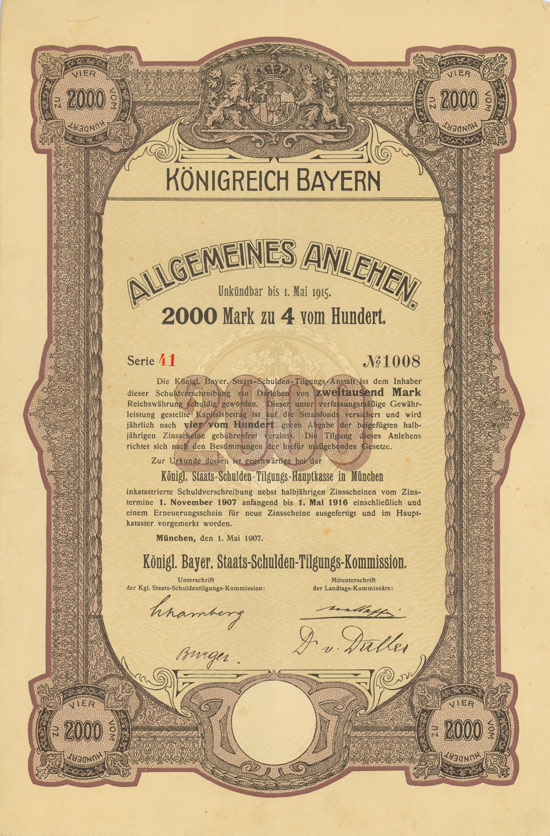 ZU VIER VOM HUNDERT
2000
ZU VIER VOM HUNDERT
2000
KÖNIGREICH BAYERN
ALLGEMEINES ANLEHEN.
Unkündbar bis 1. Mai 1915.
2000 Mark zu 4 vom Hundert.
Serie 41 № 1008
2000
Die Königl. Bayer. Staats-Schulden-Tilgungs-Anstalt ist dem Inhaber
dieser Schuldverschreibung ein Darlehen von zweitausend Mark
Reichswährung schuldig geworden. Dieser unter verfassungsmäßiger Gewähr-
leistung gestellte Kapitalsbetrag ist auf die Staatsfonds versichert und wird
jährlich nach vier vom Hundert gegen Abgabe der beigefügten halb-
jährigen Zinsscheine gebührenfrei verzinst. Die Tilgung dieses Anlehens
richtet sich nach den Bestimmungen der hiefür maßgebenden Gesetze.
Zur Urkunde dessen ist gegenwärtige bei der
Königl. Staats-Schulden-Tilgungs-Hauptkasse in München
inkatastrierte Schuldverschreibung nebst halbjährigen Zinsscheinen vom Zins-
termine 1. November 1907 anfangend bis 1. Mai 1916 einschließlich und
einem Erneuerungsschein für neue Zinsscheine ausgefertigt und im Haupt-
kataster vorgemerkt worden.
München, den 1. Mai 1907.
Königl. Bayer. Staats-Schulden-Tilgungs-Kommission.
Unterschrift Mitunterschrift
der Kgl. Staats-Schuldentilgungs-Kommission: der Landtags-Kommissäre:
Burger. Dr. v. Daller
ZU VIER VOM HUNDERT
2000
ZU VIER VOM HUNDERT
2000